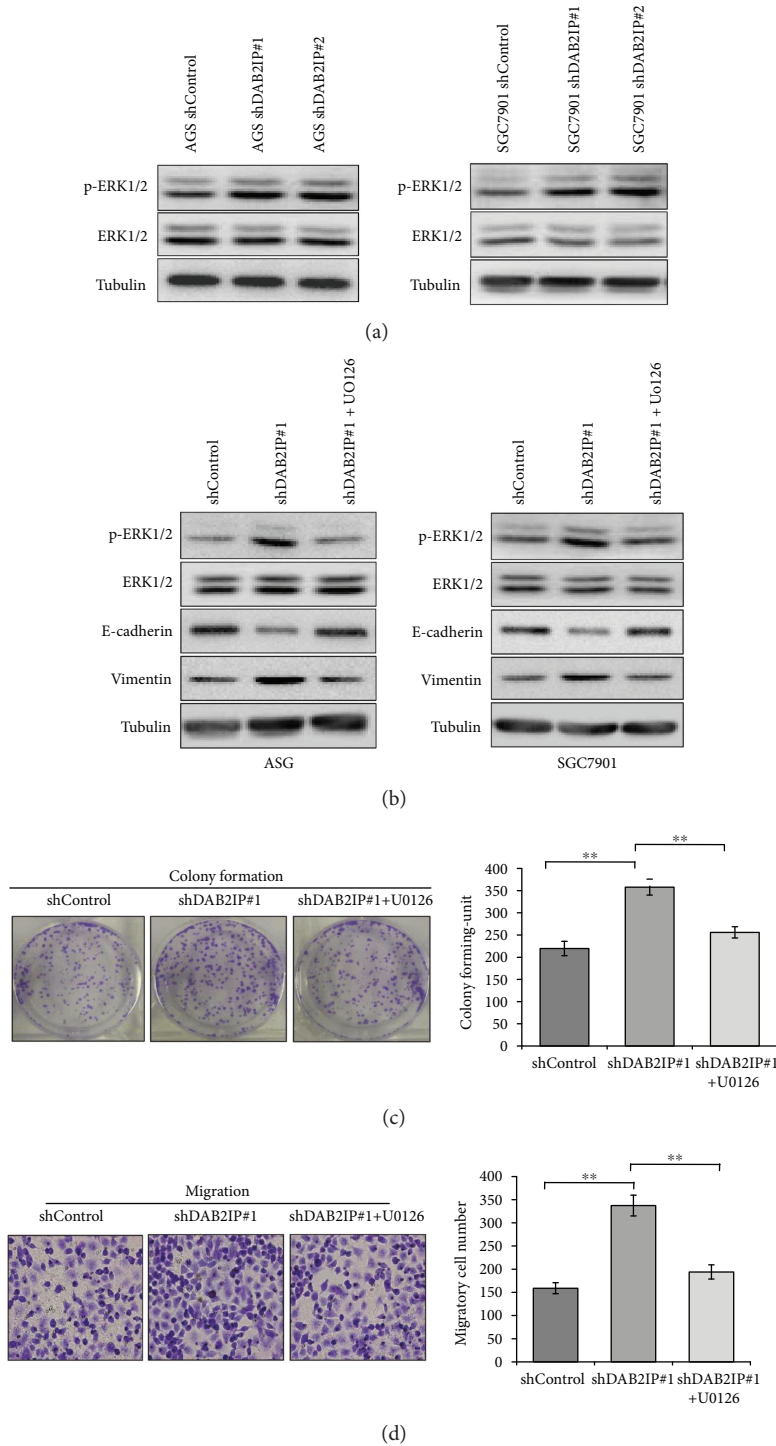 AGS shControl
AGS shDAB2IP#1
AGS shDAB2IP#2
p-ERK1/2
ERK1/2
Tubulin
SGC7901 shControl
SGC7901 shDAB2IP#1
SGC7901 shDAB2IP#2
p-ERK1/2
ERK1/2
Tubulin
(a)
shControl
shDAB2IP#1
shDAB2IP#1 + UO126
p-ERK1/2
ERK1/2
E-cadherin
Vimentin
Tubulin
ASG
shControl
shDAB2IP#1
shDAB2IP#1 + Uo126
p-ERK1/2
ERK1/2
E-cadherin
Vimentin
Tubulin
SGC7901
(b)
Colony formation
shControl shDAB2IP#1 shDAB2IP#1+U0126
Colony forming-unit
400
350
300
250
200
150
100
50
0
**
**
shControl shDAB2IP#1 shDAB2IP#1
+U0126
(c)
Migration
shControl shDAB2IP#1 shDAB2IP#1+U0126
Migratory cell number
400
350
300
250
200
150
100
50
0
**
**
shControl shDAB2IP#1 shDAB2IP#1
+U0126
(d)